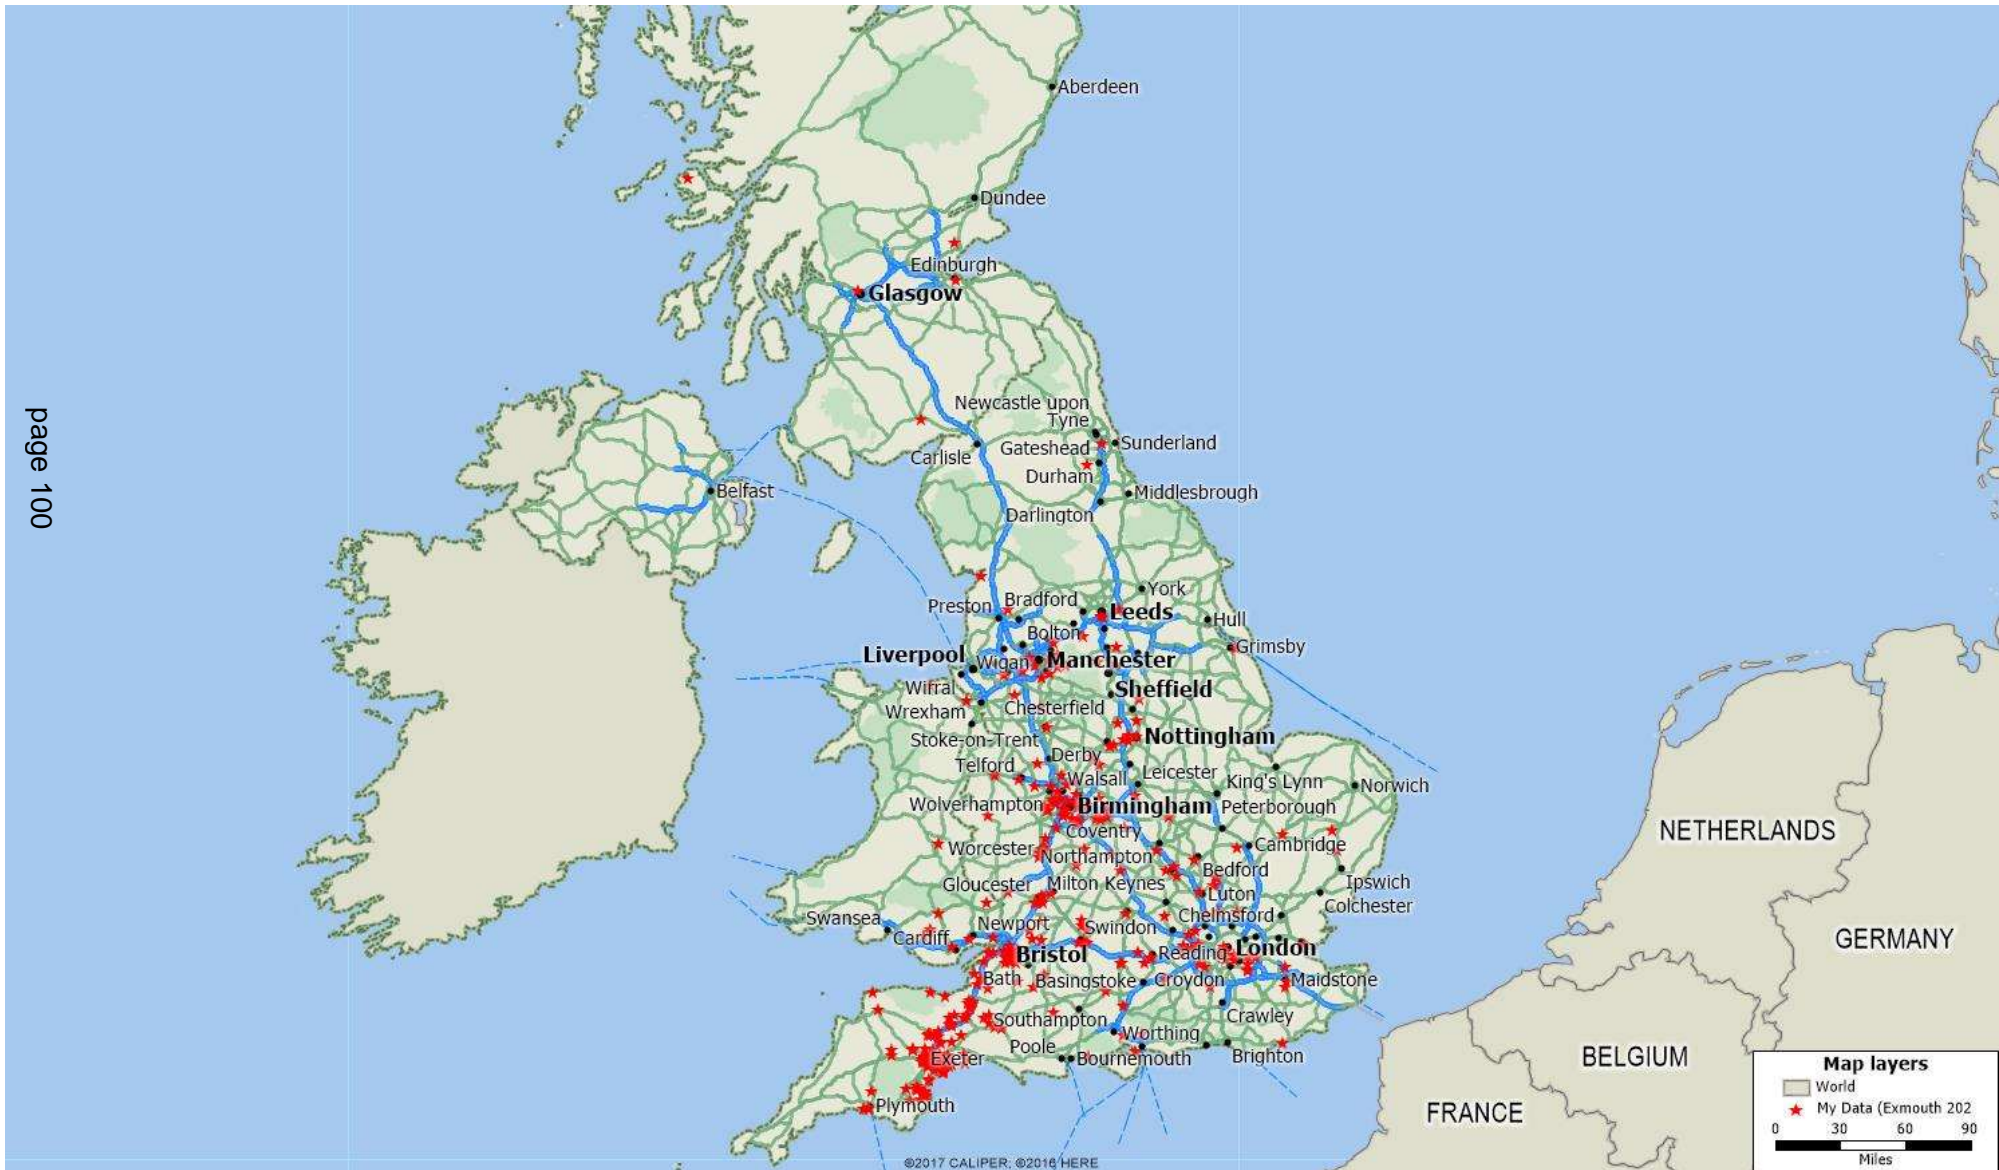 page 100
Aberdeen
Dundee
Edinburgh
Glasgow
Newcastle upon
Tyne
Gateshead
Sunderland
Carlisle
Durham
Belfast
Middlesbrough
Darlington
York
Bradford
Preston
Leeds
Hull
Bolton
Grimsby
Liverpool
Wigan
Manchester
Wirral
Sheffield
Wrexham
Chesterfield
Stoke-on-Trent
Nottingham
Derby
Telford
Walsall
Leicester
King's Lynn
Norwich
Wolverhampton
Birmingham
Peterborough
Coventry
Worcester
Northampton
Cambridge
Bedford
Ipswich
Gloucester
Milton Keynes
Luton
Colchester
Swansea
Newport
Swindon
Chelmsford
Cardiff
Bristol
Reading
London
Bath
Basingstoke
Croydon
Maidstone
Southampton
Crawley
Worthing
Poole
Exeter
Bournemouth
Brighton
Plymouth
NETHERLANDS
GERMANY
BELGIUM
FRANCE
Map layers
World
My Data (Exmouth 202
0 30 60 90
Miles
©2017 CALIPER; ©2016 HERE